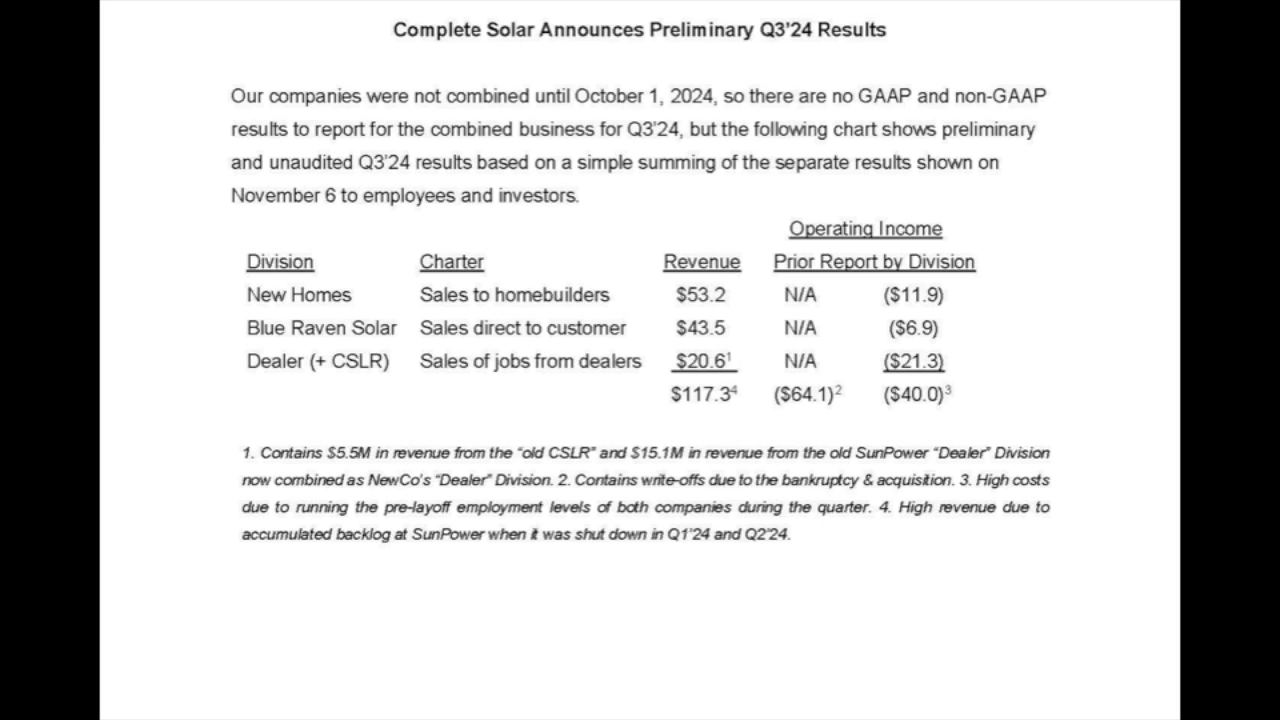 Complete Solar Announces Preliminary Q3'24 Results
Our companies were not combined until October 1, 2024, so there are no GAAP and non-GAAP
results to report for the combined business for Q3'24, but the following chart shows preliminary
and unaudited Q3'24 results based on a simple summing of the separate results shown on
November 6 to employees and investors.
Operating Income
Division Charter Revenue Prior Report by Division
New Homes Sales to homebuilders $53.2 N/A ($11.9)
Blue Raven Solar Sales direct to customer $43.5 N/A ($6.9)
Dealer (+ CSLR) Sales of jobs from dealers $20.6¹ N/A ($21.3)
$117.3⁴ ($64.1)² ($40.0)³
1. Contains $5.5M in revenue from the "old CSLR" and $15.1M in revenue from the old SunPower "Dealer" Division
now combined as NewCo's "Dealer" Division. 2. Contains write-offs due to the bankruptcy & acquisition. 3. High costs
due to running the pre-layoff employment levels of both companies during the quarter. 4. High revenue due to
accumulated backlog at SunPower when it was shut down in Q1'24 and Q2'24.